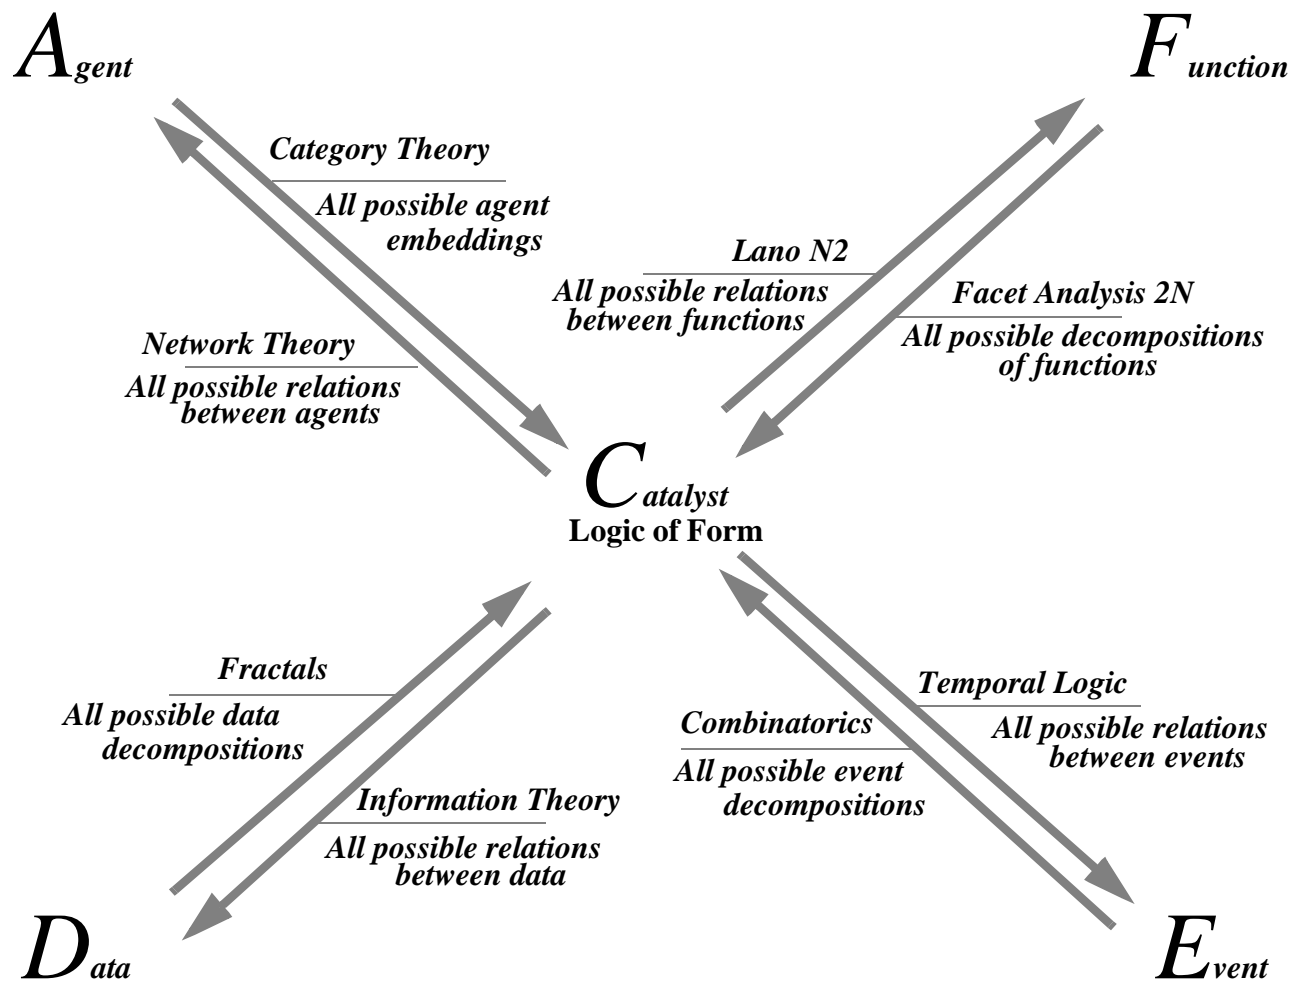 Agent
Function
Category Theory
All possible agent
embeddings
Lano N2
All possible relations
between functions
Facet Analysis 2N
All possible decompositions
of functions
Network Theory
All possible relations
between agents
Catalyst
Logic of Form
Fractals
All possible data
decompositions
Information Theory
All possible relations
between data
Combinatorics
All possible event
decompositions
Temporal Logic
All possible relations
between events
Data
Event